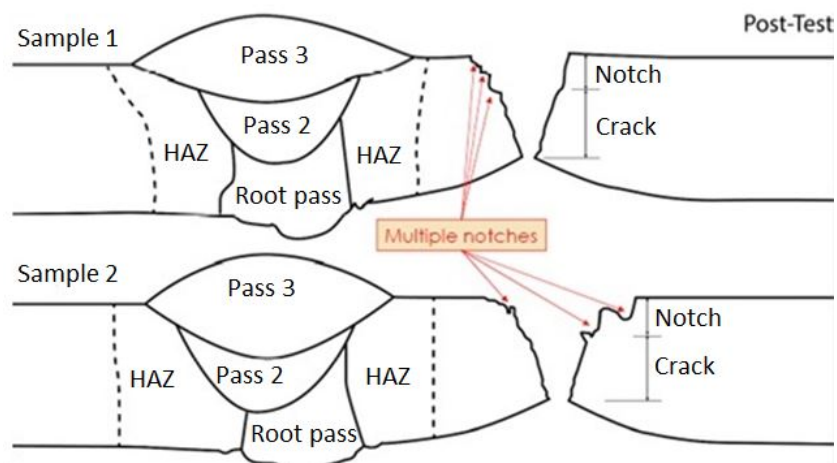 Post-Test
Sample 1
Pass 3
Notch
Pass 2
Crack
HAZ
HAZ
Root pass
Multiple notches
Sample 2
Pass 3
Notch
Pass 2
Crack
HAZ
HAZ
Root pass